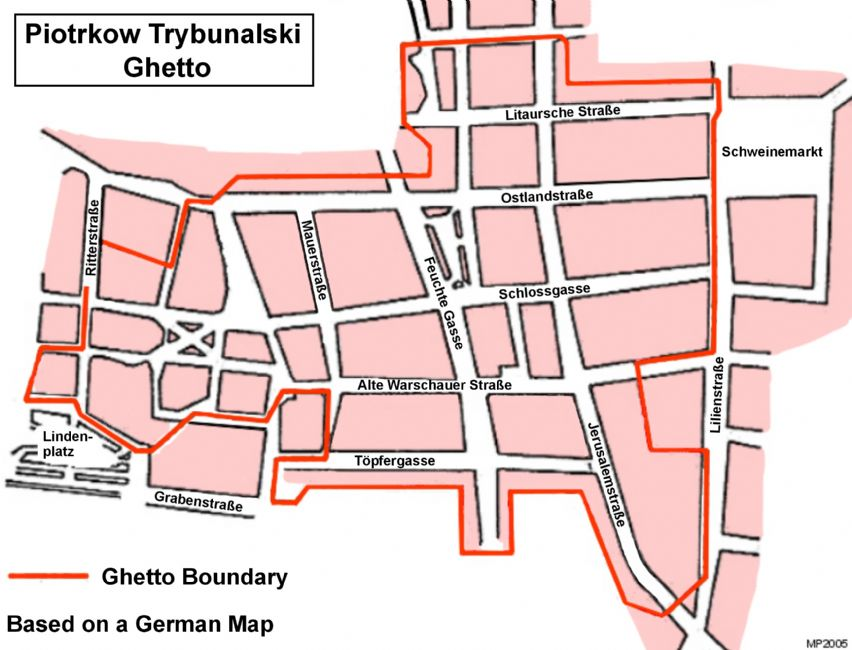 Piotrkow Trybunalski
Ghetto
Litaursche Straße
Schweinemarkt
Ostlandstraße
Ritterstraße
Mauerstraße
Feuchte Gasse
Schlossgasse
Alte Warschauer Straße
Lilienstraße
Linden-
platz
Töpfergasse
Jerusalemstraße
Grabenstraße
Ghetto Boundary
Based on a German Map
MP2005